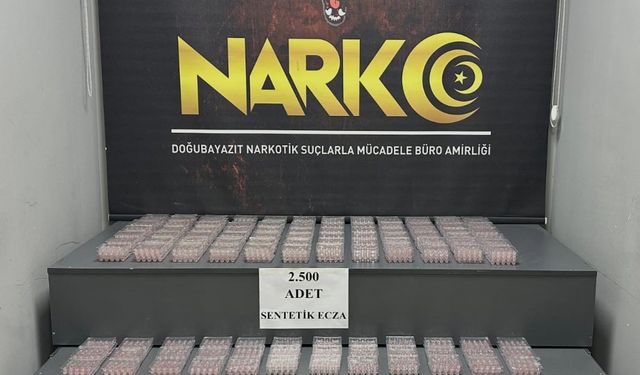 NARKO
DOĞUBAYAZIT NARKOTİK SUÇLARLA MÜCADELE BÜRO AMİRLİĞİ
2.500
ADET
SENTETİK ECZA